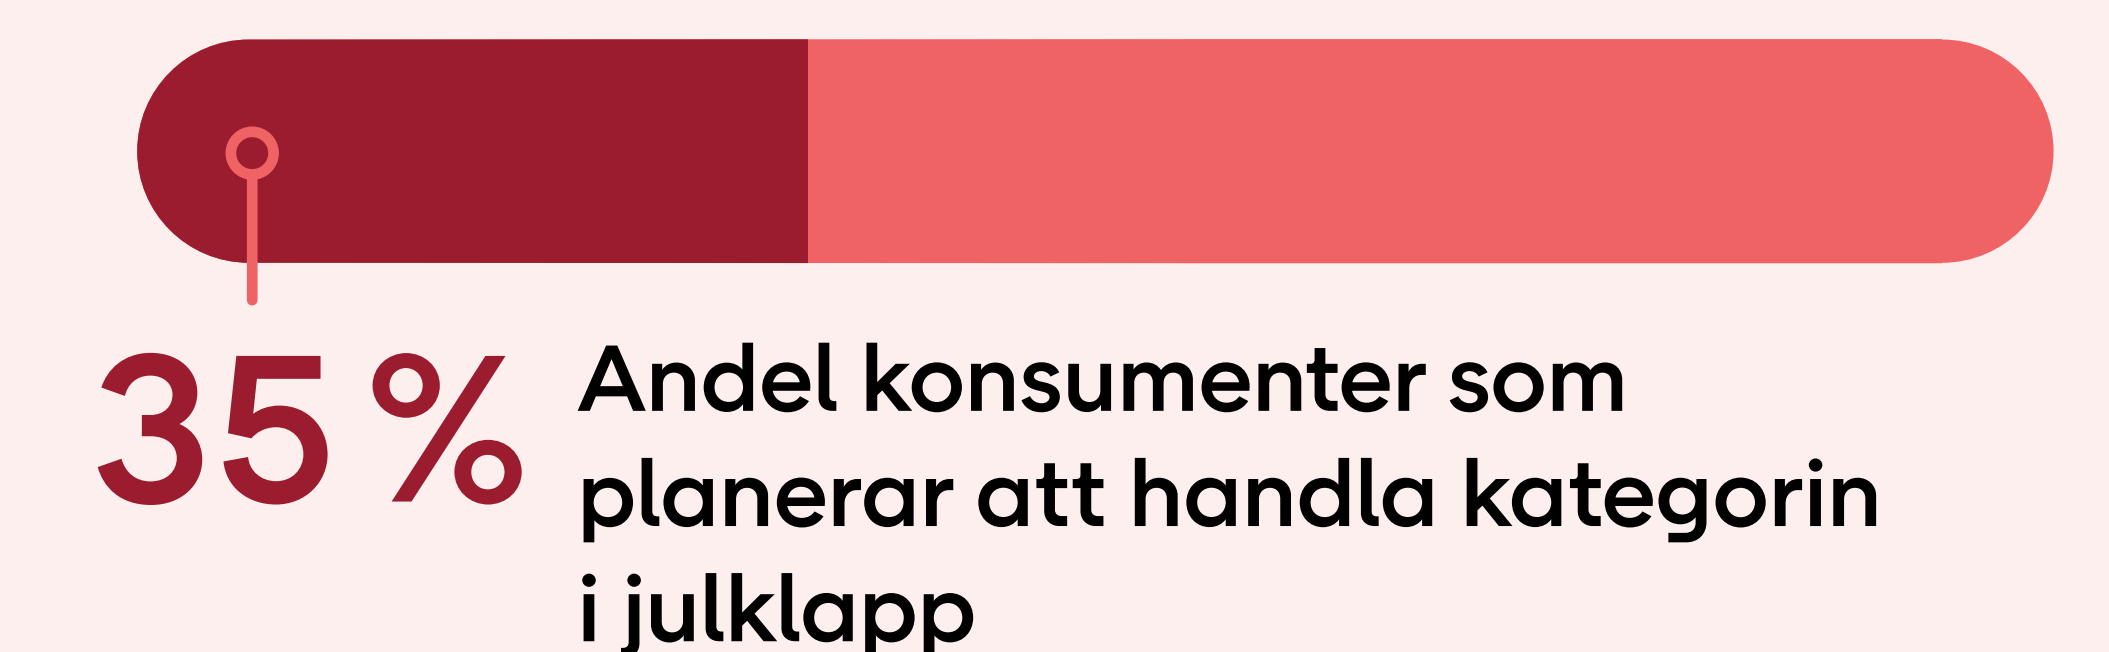 35 %
Andel konsumenter som
planerar att handla kategorin
i julklapp